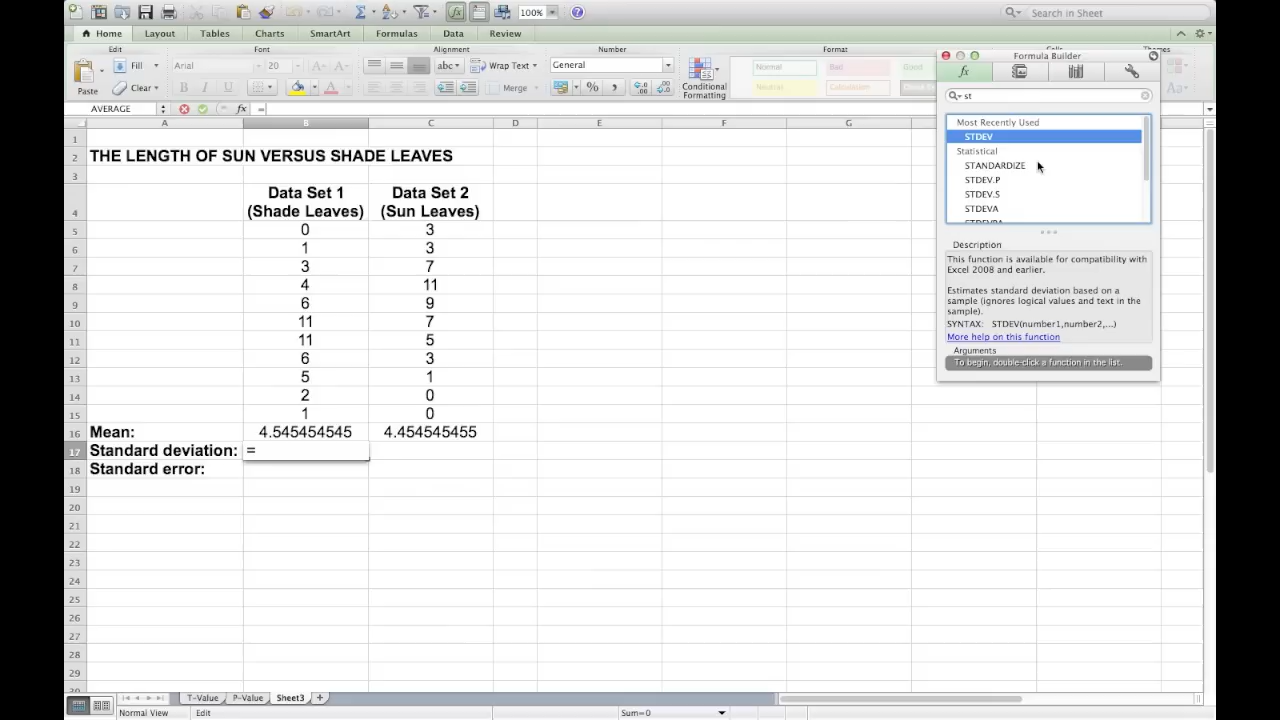 100%
Search in Sheet
Home Layout Tables Charts SmartArt Formulas Data Review
Edit Font Alignment Number Format Cells Themes
Fill Arial 20 abc Wrap Text General Normal Bad Good
Paste Clear B I U Merge % Conditional Formatting Neutral Calculation
AVERAGE fx =
A B C D E F G
1
2 THE LENGTH OF SUN VERSUS SHADE LEAVES
3
Data Set 1 Data Set 2
4 (Shade Leaves) (Sun Leaves)
5 0 3
6 1 3
7 3 7
8 4 11
9 6 9
10 11 7
11 11 5
12 6 3
13 5 1
14 2 0
15 1 0
16 Mean: 4.545454545 4.454545455
17 Standard deviation: =
18 Standard error:
19
20
21
22
23
24
25
26
27
28
29
30
Formula Builder
fx
st
Most Recently Used
STDEV
Statistical
STANDARDIZE
STDEV.P
STDEV.S
STDEVA
STDEVPA
Description
This function is available for compatibility with
Excel 2008 and earlier.
Estimates standard deviation based on a
sample (ignores logical values and text in the
sample).
SYNTAX: STDEV(number1,number2,...)
More help on this function
Arguments
To begin, double-click a function in the list.
T-Value P-Value Sheet3
Normal View Edit Sum=0